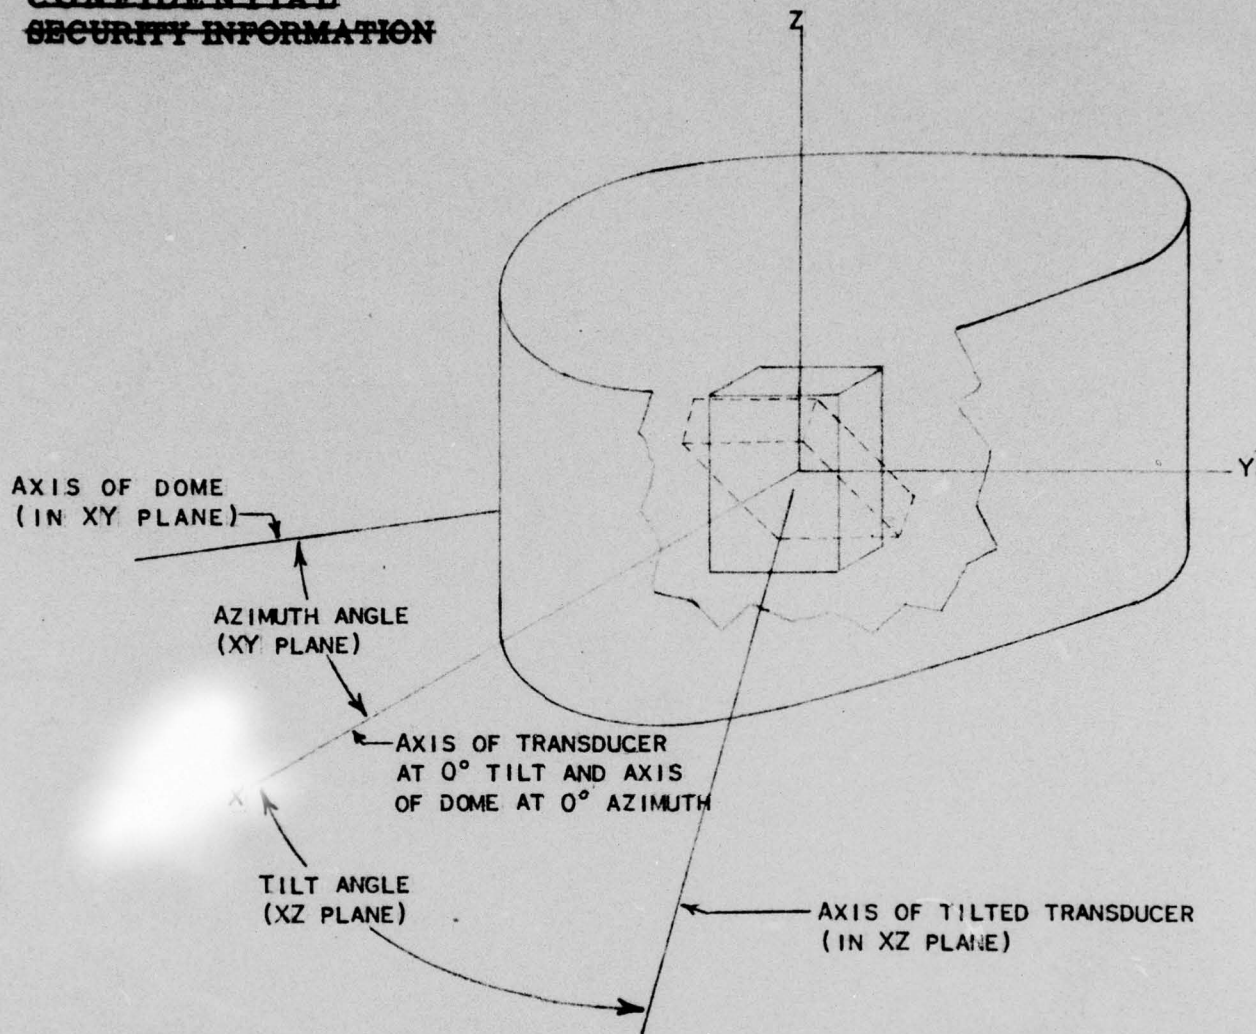 CONFIDENTIAL
SECURITY INFORMATION
Z
Y
AXIS OF DOME
(IN XY PLANE)
AZIMUTH ANGLE
(XY PLANE)
AXIS OF TRANSDUCER
AT 0° TILT AND AXIS
OF DOME AT 0° AZIMUTH
X
TILT ANGLE
(XZ PLANE)
AXIS OF TILTED TRANSDUCER
(IN XZ PLANE)